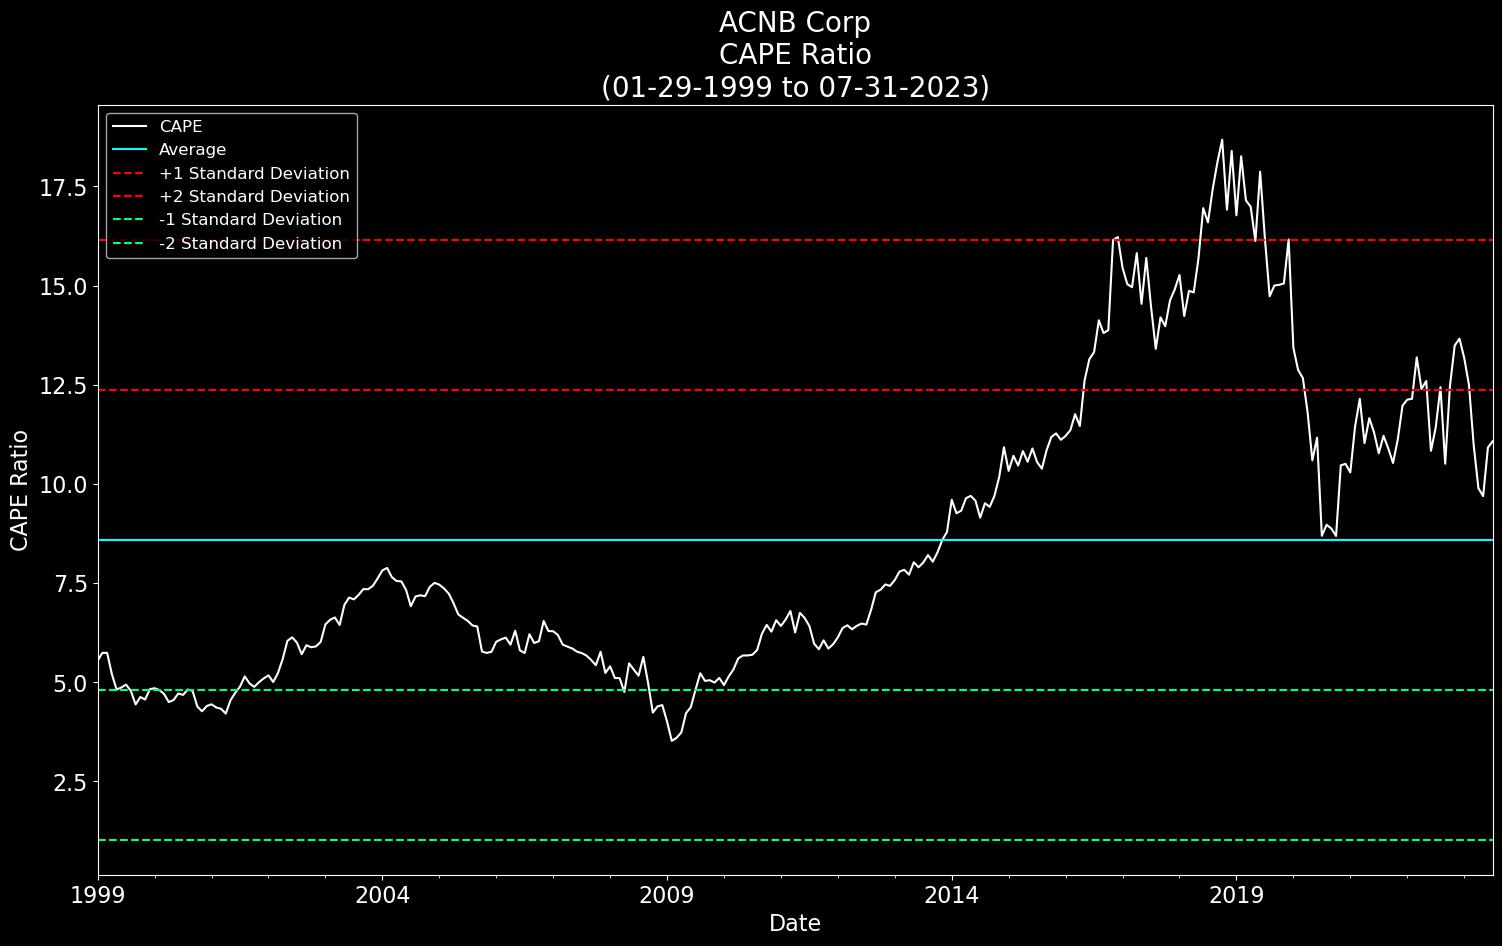 ACNB Corp
CAPE Ratio
(01-29-1999 to 07-31-2023)
CAPE
Average
+1 Standard Deviation
+2 Standard Deviation
-1 Standard Deviation
-2 Standard Deviation
17.5
15.0
12.5
10.0
7.5
5.0
2.5
CAPE Ratio
1999 2004 2009 2014 2019
Date